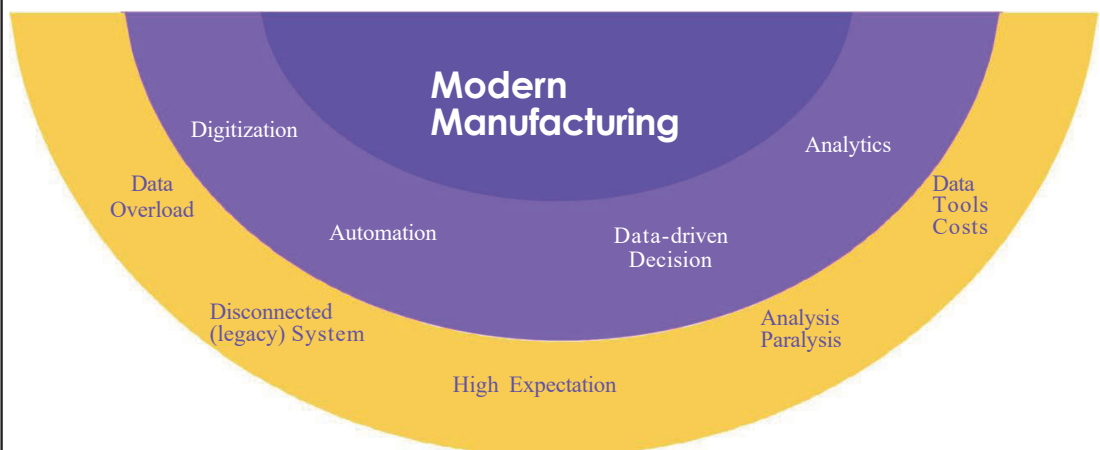 Modern
Manufacturing
Digitization
Analytics
Automation
Data-driven
Decision
Data
Overload
Data
Tools
Costs
Disconnected
(legacy) System
Analysis
Paralysis
High Expectation